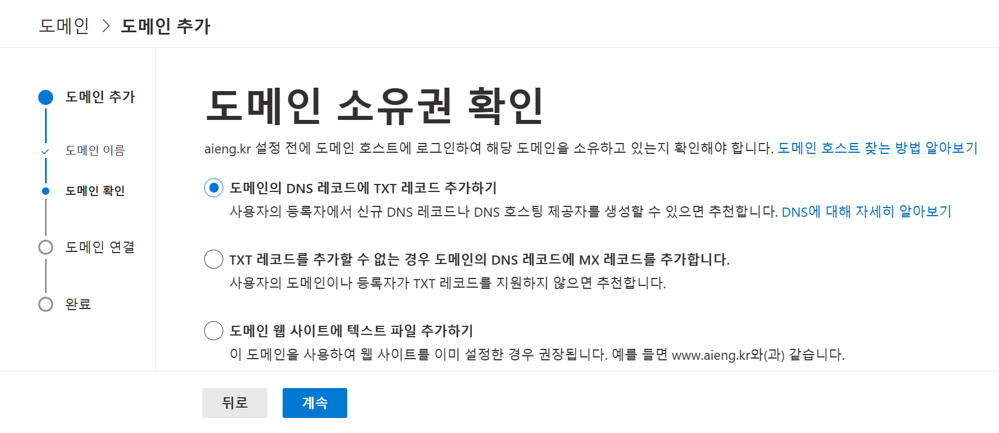 도메인 > 도메인 추가
도메인 추가
도메인 이름
도메인 확인
도메인 연결
완료
도메인 소유권 확인
aieng.kr 설정 전에 도메인 호스트에 로그인하여 해당 도메인을 소유하고 있는지 확인해야 합니다. 도메인 호스트 찾는 방법 알아보기
도메인의 DNS 레코드에 TXT 레코드 추가하기
사용자의 등록자에서 신규 DNS 레코드나 DNS 호스팅 제공자를 생성할 수 있으면 추천합니다. DNS에 대해 자세히 알아보기
TXT 레코드를 추가할 수 없는 경우 도메인의 DNS 레코드에 MX 레코드를 추가합니다.
사용자의 도메인이나 등록자가 TXT 레코드를 지원하지 않으면 추천합니다.
도메인 웹 사이트에 텍스트 파일 추가하기
이 도메인을 사용하여 웹 사이트를 이미 설정한 경우 권장됩니다. 예를 들면 www.aieng.kr와(과) 같습니다.
뒤로
계속